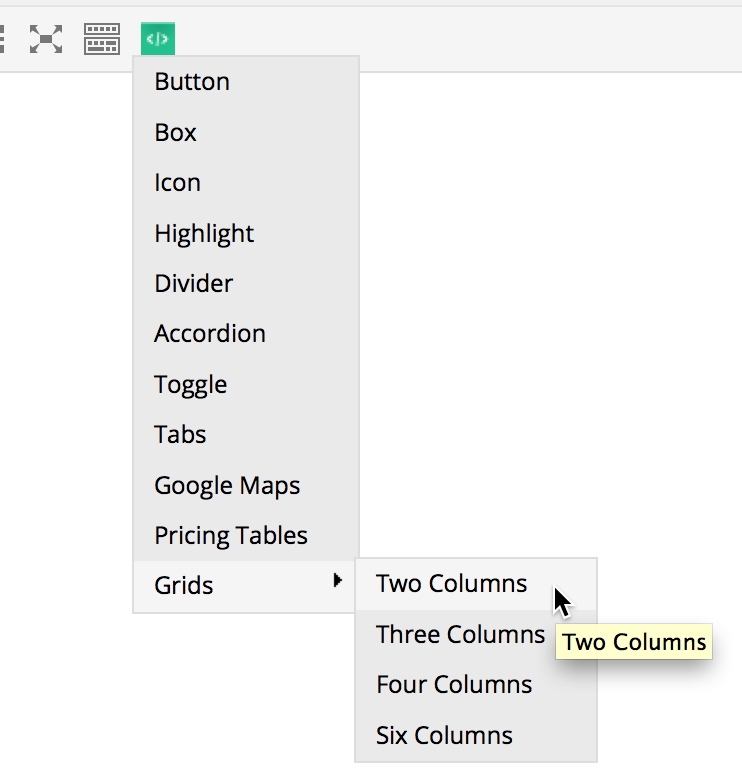 </>
Button
Box
Icon
Highlight
Divider
Accordion
Toggle
Tabs
Google Maps
Pricing Tables
Grids
Two Columns
Three Columns
Two Columns
Four Columns
Six Columns